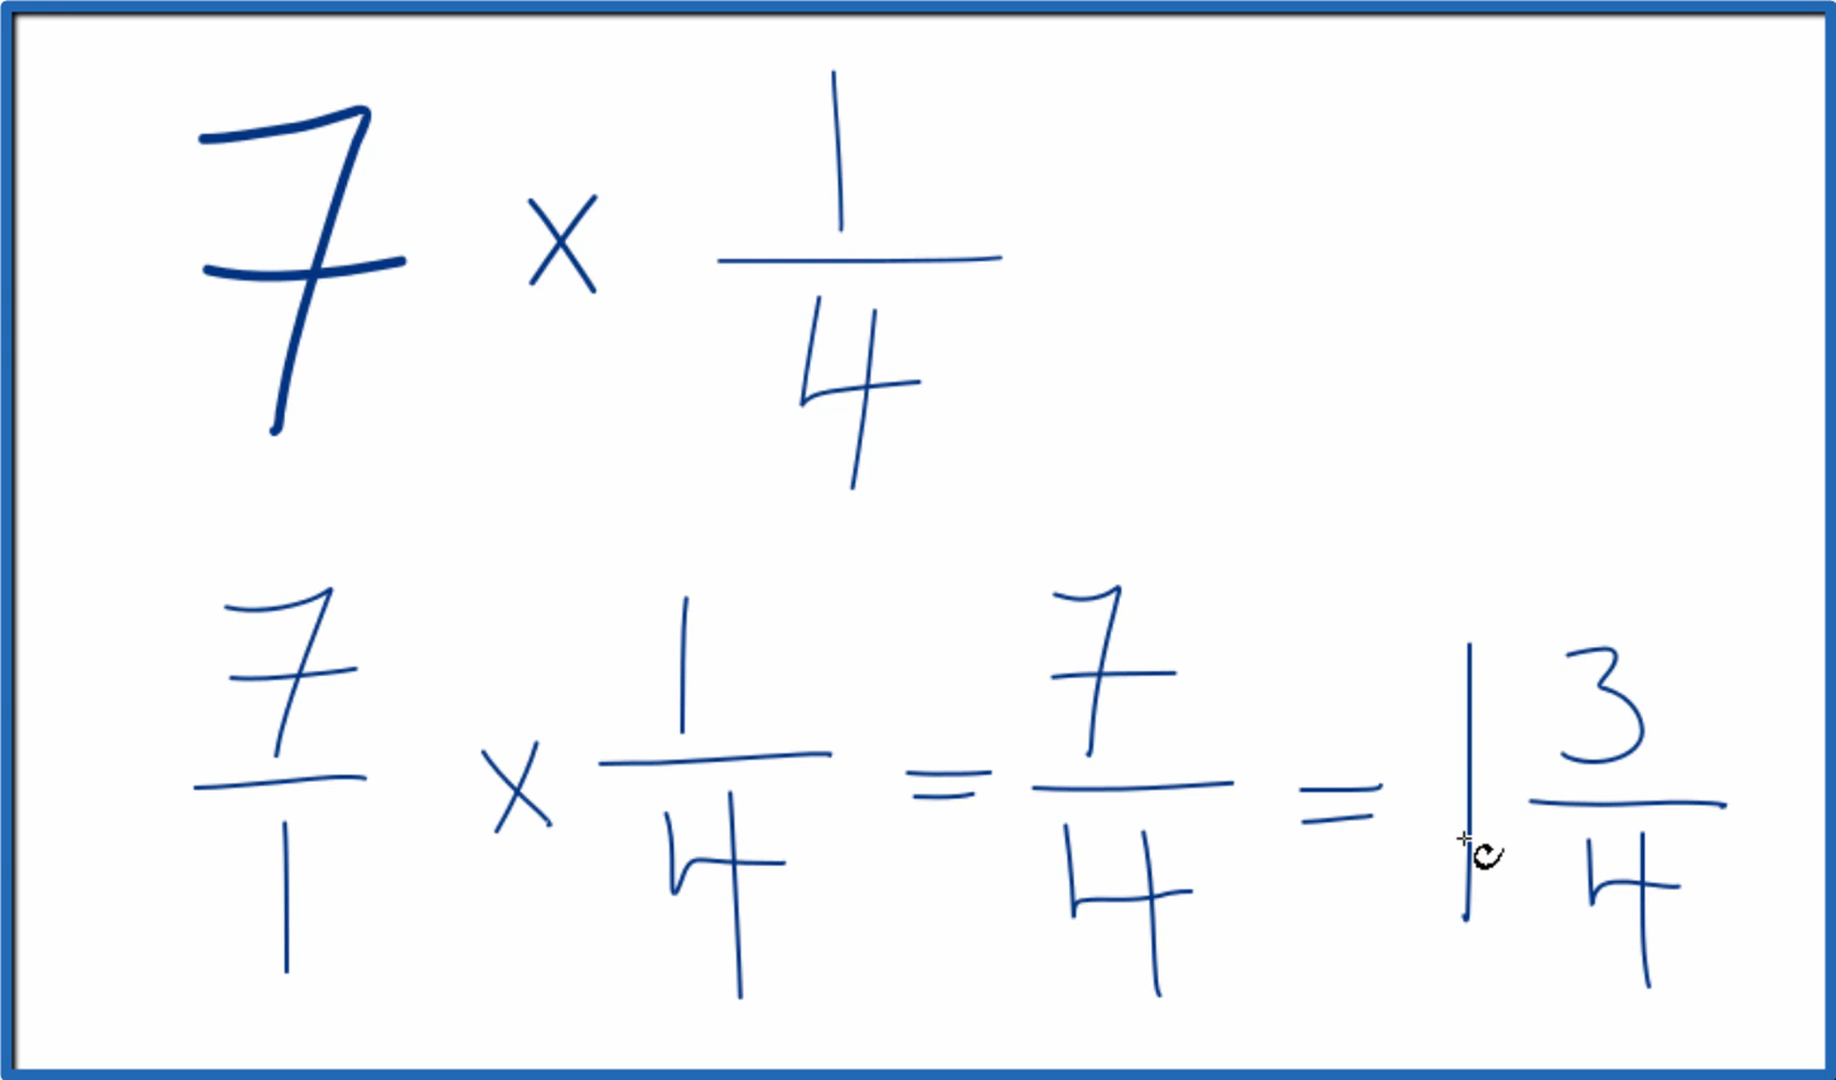 7 × 1/4
7/1 × 1/4 = 7/4 = 1 3/4